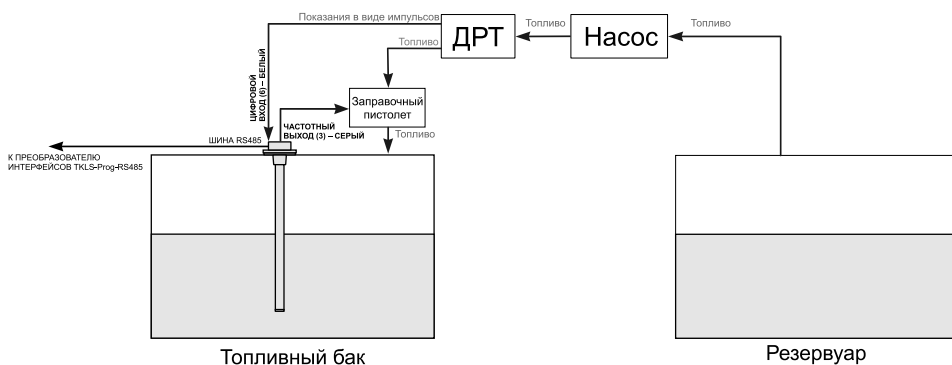 Показания в виде импульсов
Топливо
ДРТ
Топливо
Насос
Топливо
ЦИФРОВОЙ
ВХОД (6) – БЕЛЫЙ
Заправочный
пистолет
ЧАСТОТНЫЙ
ВЫХОД (3) – СЕРЫЙ
Топливо
ШИНА RS485
К ПРЕОБРАЗОВАТЕЛЮ
ИНТЕРФЕЙСОВ TKLS-Prog-RS485
Топливный бак
Резервуар